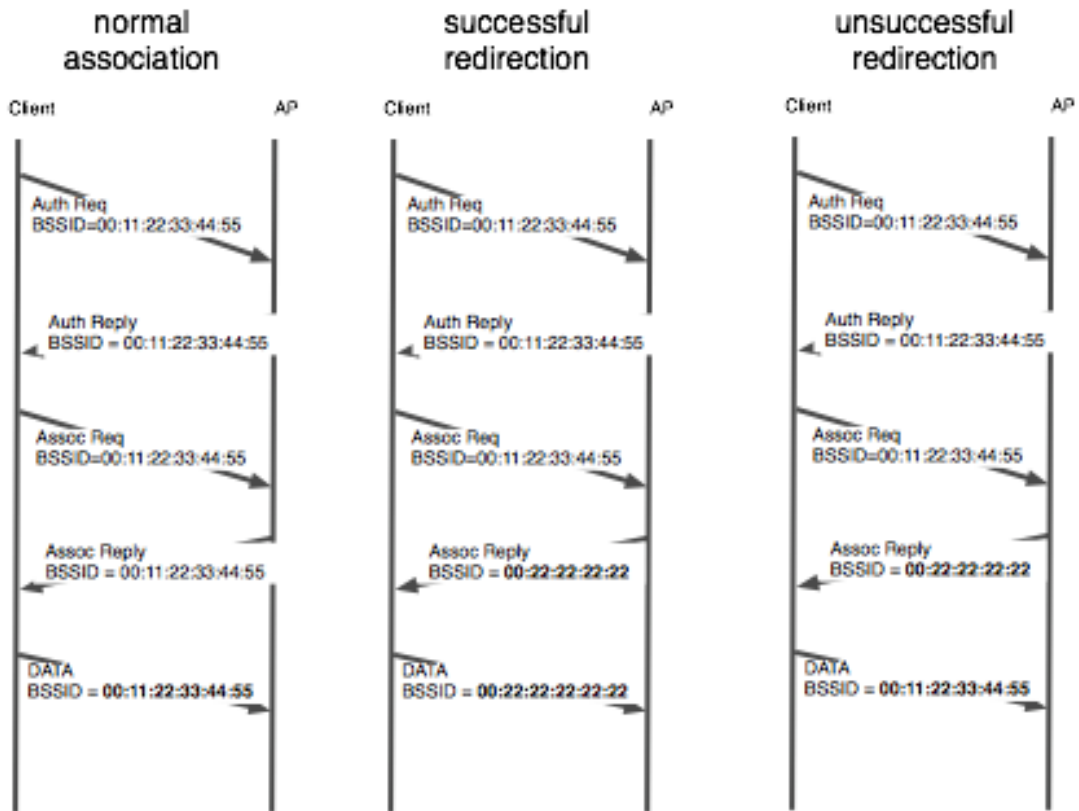 normal
association
Client
AP
Auth Req
BSSID=00:11:22:33:44:55
Auth Reply
BSSID = 00:11:22:33:44:55
Assoc Req
BSSID=00:11:22:33:44:55
Assoc Reply
BSSID = 00:11:22:33:44:55
DATA
BSSID = 00:11:22:33:44:55
successful
redirection
Client
AP
Auth Req
BSSID=00:11:22:33:44:55
Auth Reply
BSSID = 00:11:22:33:44:55
Assoc Req
BSSID=00:11:22:33:44:55
Assoc Reply
BSSID = 00:22:22:22:22
DATA
BSSID = 00:22:22:22:22:22
unsuccessful
redirection
Client
AP
Auth Req
BSSID=00:11:22:33:44:55
Auth Reply
BSSID = 00:11:22:33:44:55
Assoc Req
BSSID=00:11:22:33:44:55
Assoc Reply
BSSID = 00:22:22:22:22
DATA
BSSID = 00:11:22:33:44:55